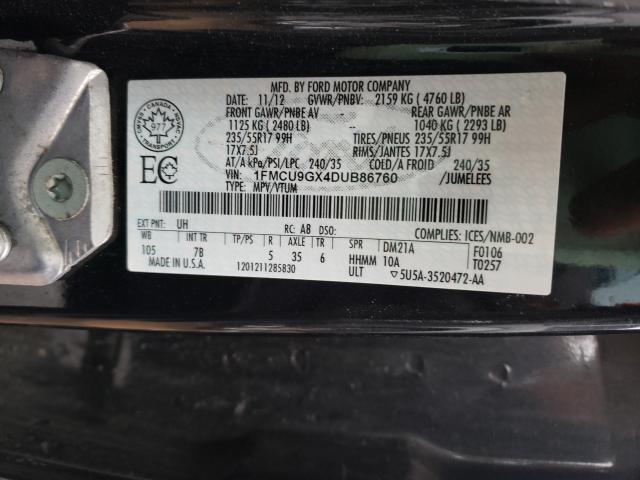 MFD. BY FORD MOTOR COMPANY
DATE: 11/12 GVWR/PNBV: 2159 KG ( 4760 LB)
FRONT GAWR/PNBE AV -- REAR GAWR/PNBE AR
1125 KG ( 2480 LB) -- 1040 KG ( 2293 LB)
235/55R17 99H TIRES/PNEUS 235/55R17 99H
17X7.5J RIMS/JANTES 17X7.5J
AT/A kPa/PSI/LPC 240/35 COLD/A FROID 240/35
1FMCU9GX4DUB86760 /JUMELEES
TYPE: MPV/VTUM
CANADA
TRANSPORT
977
EC
EXT PNT: UH RC: A8 DSO: COMPLIES: ICES/NMB-002
WB INT TR TP/PS R AXLE TR SPR DM21A F0106
105 7B 5 35 6 HHMM 10A T0257
MADE IN U.S.A. 1201211285830 ULT ▽5U5A-3520472-AA